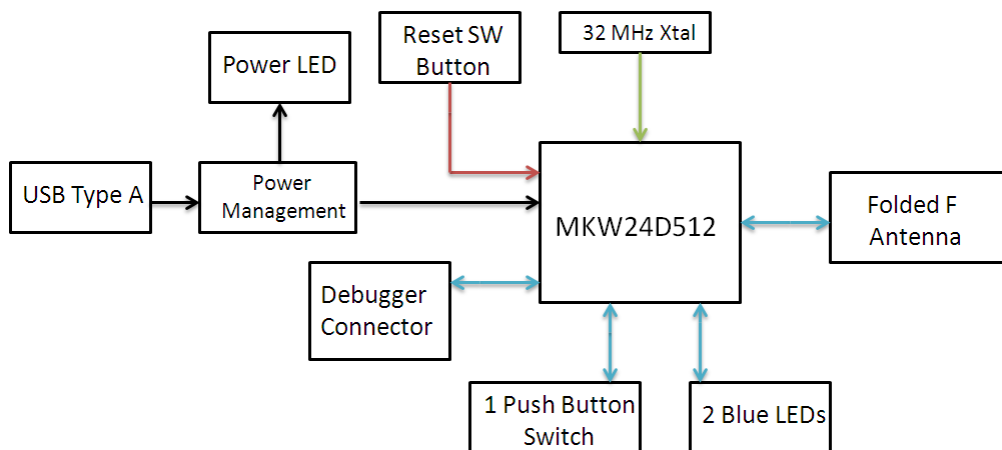 Reset SW
Button
32 MHz Xtal
Power LED
USB Type A
Power
Management
MKW24D512
Folded F
Antenna
Debugger
Connector
1 Push Button
Switch
2 Blue LEDs